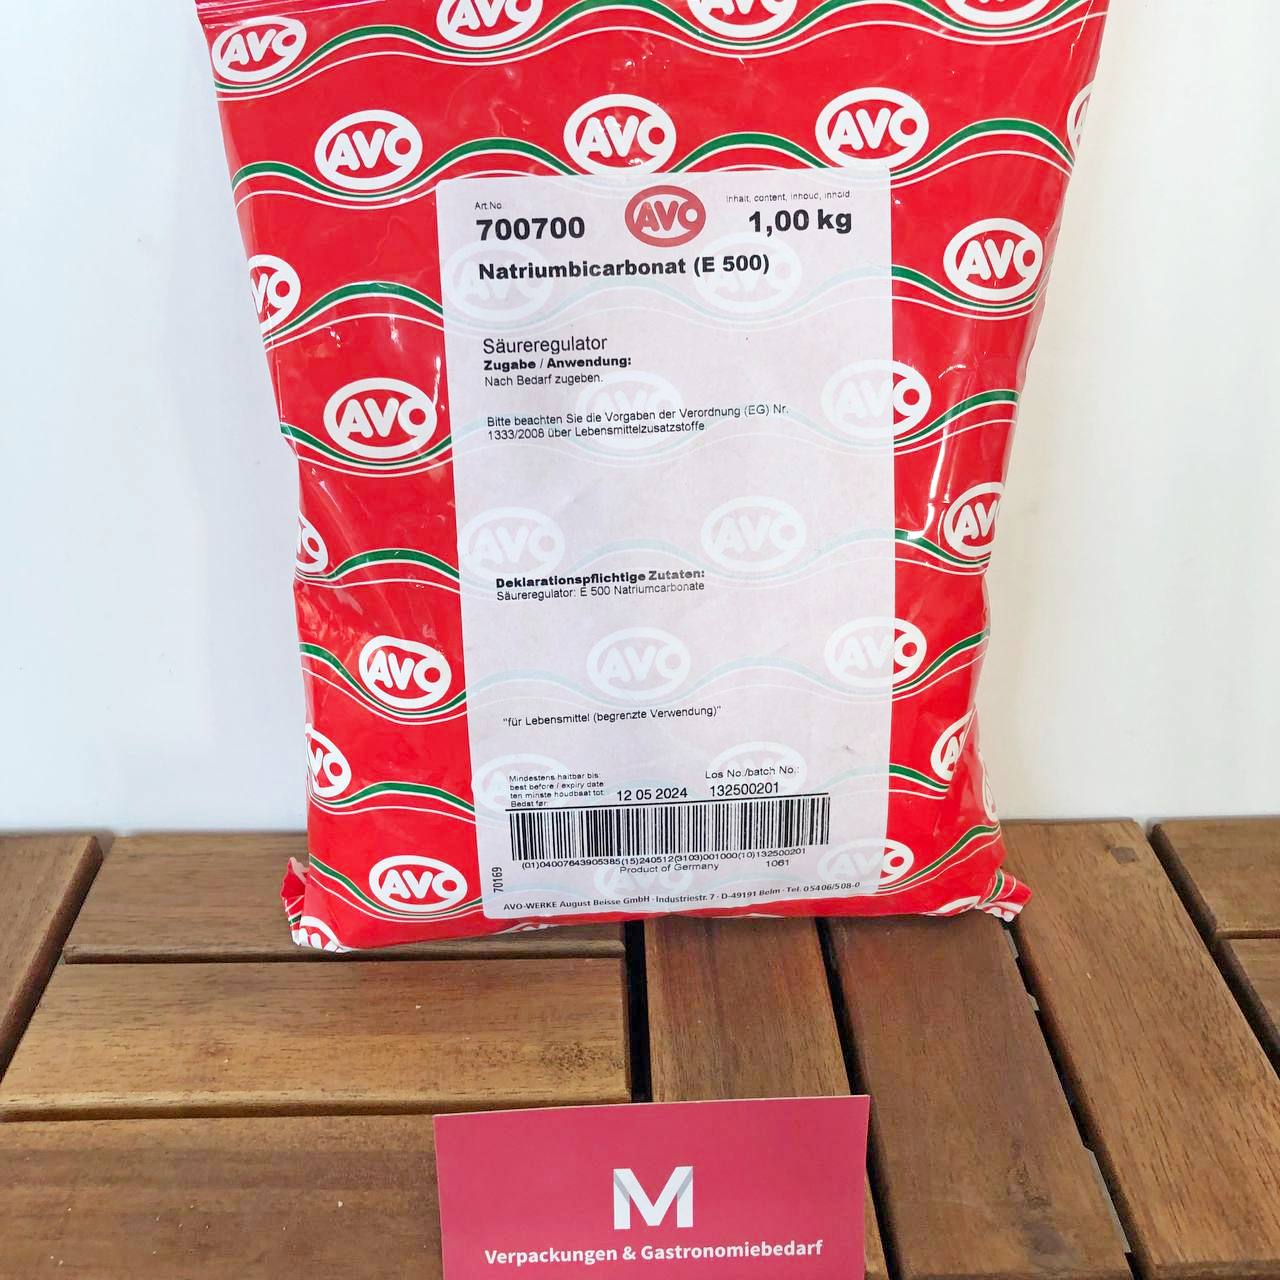 AVO
Art.No.
Inhalt, content, inhoud, innhold
700700
AVO
1,00 kg
Natriumbicarbonat (E 500)
Säureregulator
Zugabe / Anwendung:
Nach Bedarf zugeben.
Bitte beachten Sie die Vorgaben der Verordnung (EG) Nr.
1333/2008 über Lebensmittelzusatzstoffe
Deklarationspflichtige Zutaten:
Säureregulator: E 500 Natriumcarbonate
"für Lebensmittel (begrenzte Verwendung)"
Mindestens haltbar bis:
best before / expiry date
ten minste houdbaat tot:
Bedst før:
12 05 2024
Los No./batch No.:
132500201
(01)04007643905385(15)240512(3103)001000(10)132500201
Product of Germany
1061
70169
AVO-WERKE August Beisse GmbH · Industriestr. 7 · D-49191 Belm · Tel. 05406/508-0
M
Verpackungen & Gastronomiebedarf